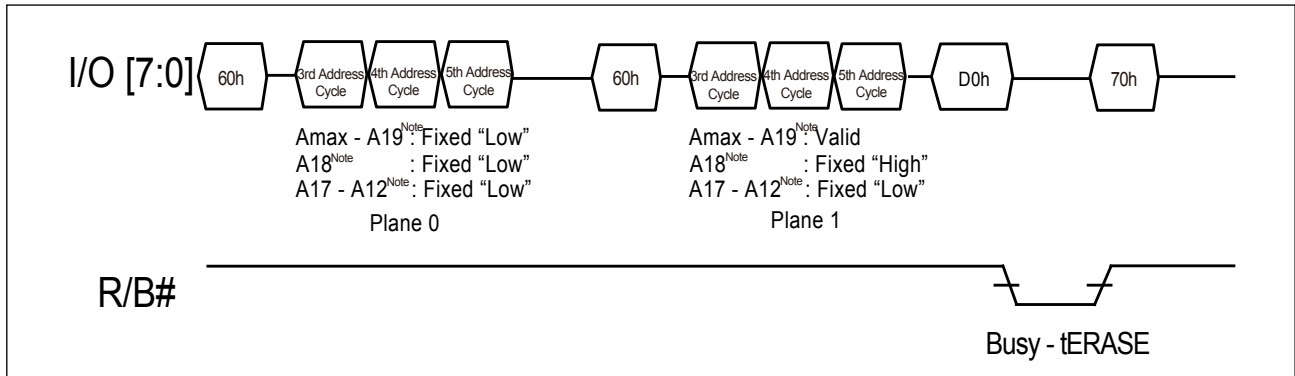 I/O [7:0] 60h 3rd Address Cycle 4th Address Cycle 5th Address Cycle 60h 3rd Address Cycle 4th Address Cycle 5th Address Cycle D0h 70h
Amax - A19Note: Fixed “Low” Amax - A19Note: Valid
A18Note : Fixed “Low” A18Note : Fixed “High”
A17 - A12Note : Fixed “Low” A17 - A12Note : Fixed “Low”
Plane 0 Plane 1
R/B#
Busy - tERASE